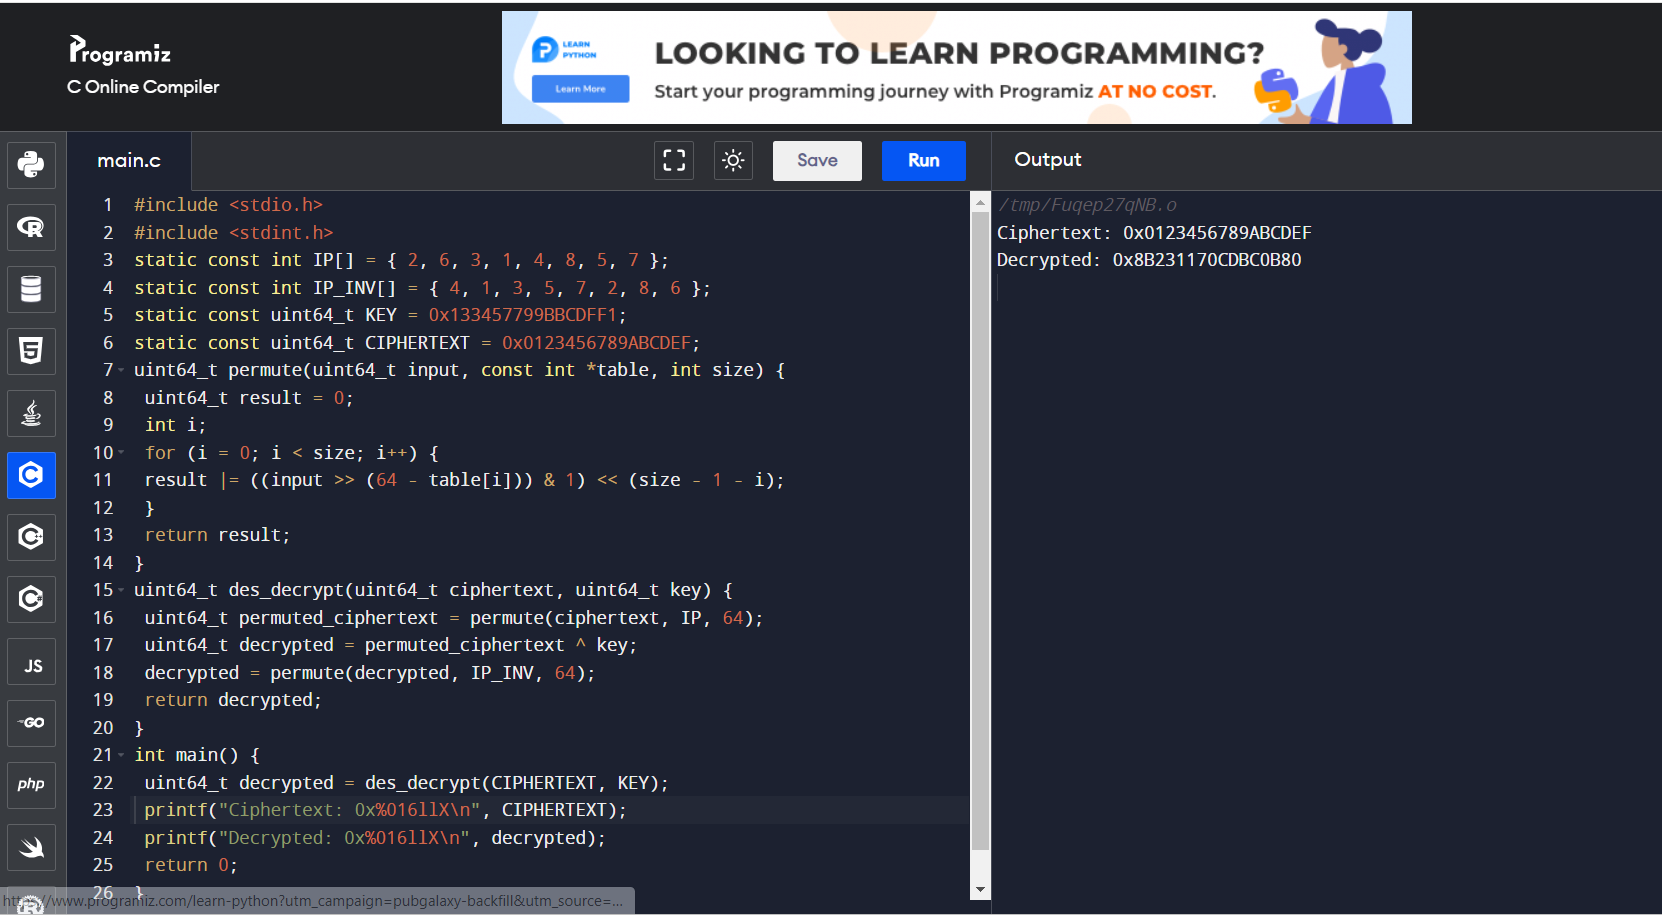 Programiz
C Online Compiler
LEARN
PYTHON
Learn More
LOOKING TO LEARN PROGRAMMING?
Start your programming journey with Programiz AT NO COST.
main.c
Save
Run
Output
1 #include <stdio.h>
2 #include <stdint.h>
3 static const int IP[] = { 2, 6, 3, 1, 4, 8, 5, 7 };
4 static const int IP_INV[] = { 4, 1, 3, 5, 7, 2, 8, 6 };
5 static const uint64_t KEY = 0x133457799BBCDFF1;
6 static const uint64_t CIPHERTEXT = 0x0123456789ABCDEF;
7 uint64_t permute(uint64_t input, const int *table, int size) {
8 uint64_t result = 0;
9 int i;
10 for (i = 0; i < size; i++) {
11 result |= ((input >> (64 - table[i])) & 1) << (size - 1 - i);
12 }
13 return result;
14 }
15 uint64_t des_decrypt(uint64_t ciphertext, uint64_t key) {
16 uint64_t permuted_ciphertext = permute(ciphertext, IP, 64);
17 uint64_t decrypted = permuted_ciphertext ^ key;
18 decrypted = permute(decrypted, IP_INV, 64);
19 return decrypted;
20 }
21 int main() {
22 uint64_t decrypted = des_decrypt(CIPHERTEXT, KEY);
23 printf("Ciphertext: 0x%016llX\n", CIPHERTEXT);
24 printf("Decrypted: 0x%016llX\n", decrypted);
25 return 0;
26 }
/tmp/Fuqep27qNB.o
Ciphertext: 0x0123456789ABCDEF
Decrypted: 0x8B231170CDBC0B80
R
5
C
C
C
JS
GO
php
R
http://www.programiz.com/learn-python?utm_campaign=pubgalaxy-backfill&utm_source=...